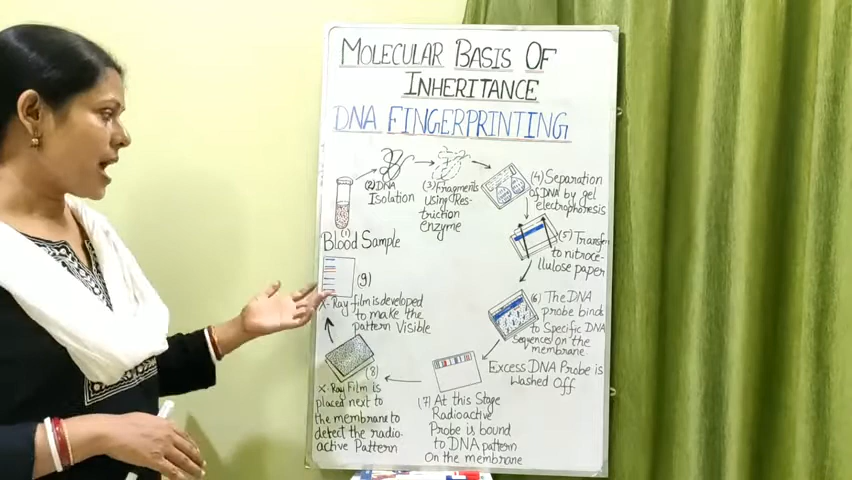 MOLECULAR BASIS OF
INHERITANCE
DNA FINGERPRINTING
(1)
Blood Sample
(2) DNA
Isolation
(3) Fragments
Using Res-
triction
enzyme
(4) Separation
of DNA by gel
electrophoresis
(5) Transfer
to nitroce-
llulose paper
(6) The DNA
probe binds
to Specific DNA
Sequences on the
membrane
Excess DNA Probe is
Washed Off
(7) At this Stage
Radioactive
Probe is bound
to DNA pattern
On the membrane
(8)
X-Ray Film is
placed next to
the membrane to
detect the radio-
active Pattern
(9)
X-Ray film is developed
to make the
pattern Visible